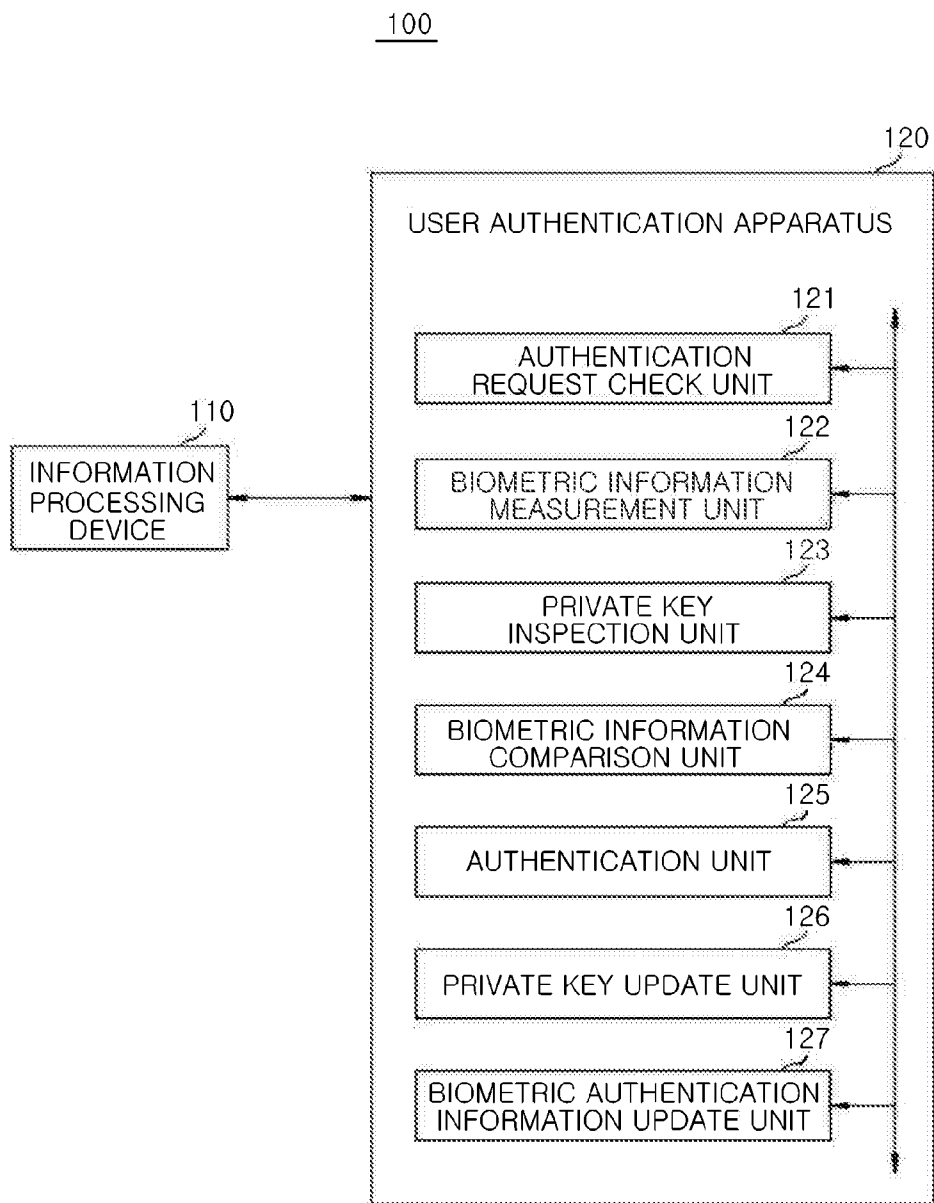 100
120
USER AUTHENTICATION APPARATUS
121
AUTHENTICATION
REQUEST CHECK UNIT
110
INFORMATION
PROCESSING
DEVICE
122
BIOMETRIC INFORMATION
MEASUREMENT UNIT
123
PRIVATE KEY
INSPECTION UNIT
124
BIOMETRIC INFORMATION
COMPARISON UNIT
125
AUTHENTICATION UNIT
126
PRIVATE KEY UPDATE UNIT
127
BIOMETRIC AUTHENTICATION
INFORMATION UPDATE UNIT